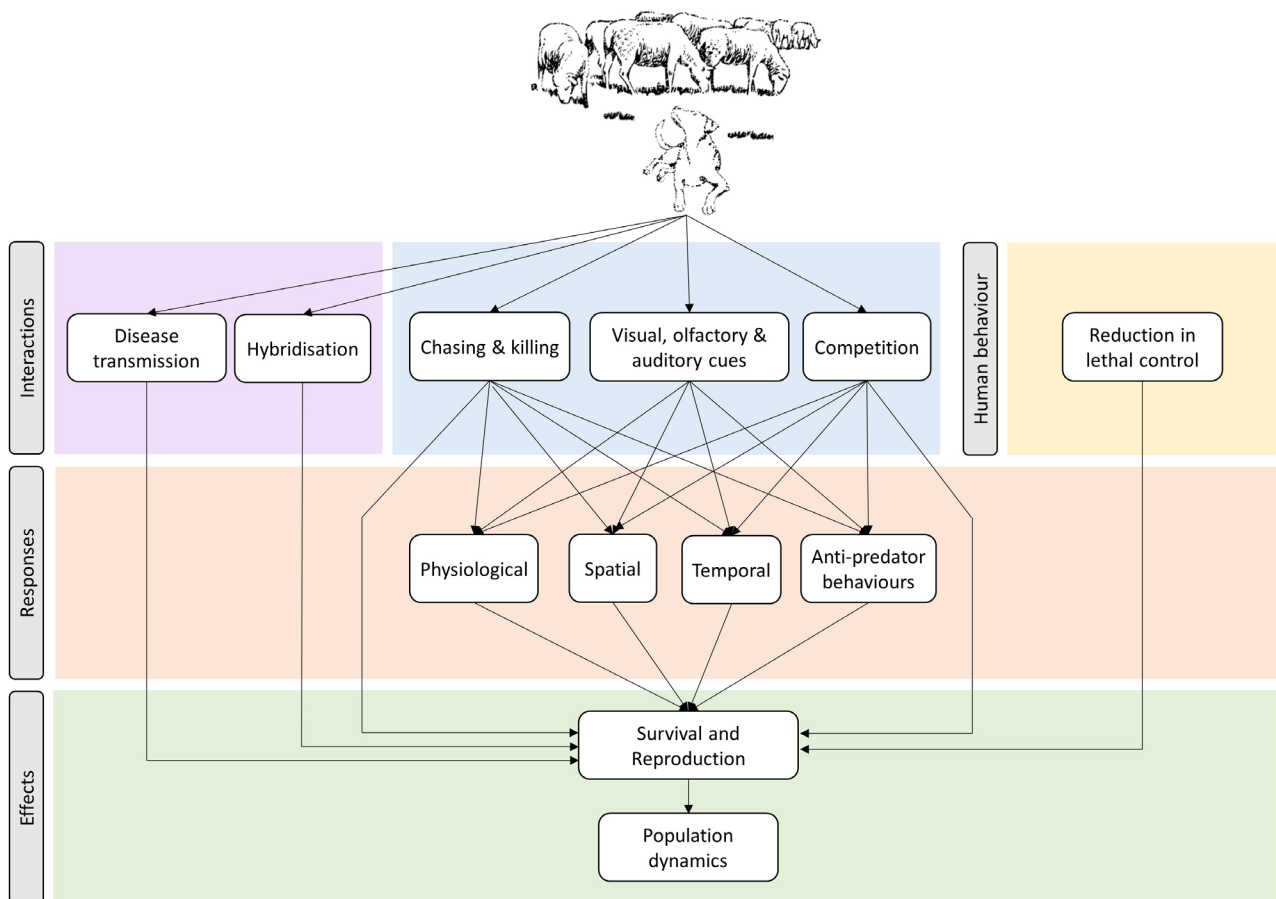 Interactions
Disease
transmission
Hybridisation
Chasing & killing
Visual, olfactory &
auditory cues
Competition
Human behaviour
Reduction in
lethal control
Responses
Physiological
Spatial
Temporal
Anti-predator
behaviours
Effects
Survival and
Reproduction
Population
dynamics